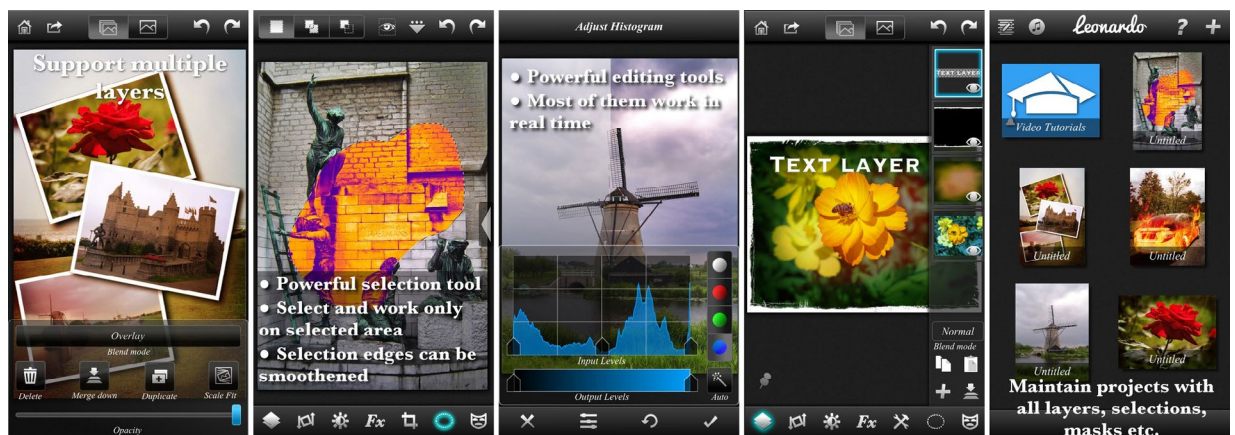 Support multiple
layers
Overlay
Blend mode
Delete
Merge down
Duplicate
Scale Fit
Opacity
● Powerful selection tool
● Select and work only
on selected area
● Selection edges can be
smoothened
Fx
Adjust Histogram
● Powerful editing tools
● Most of them work in
real time
Input Levels
Output Levels
Auto
TEXT LAYER
TEXT LAYER
Normal
Blend mode
Fx
Leonardo
?
Video Tutorials
Untitled
Untitled
Untitled
Untitled
Untitled
Maintain projects with
all layers, selections,
masks etc.